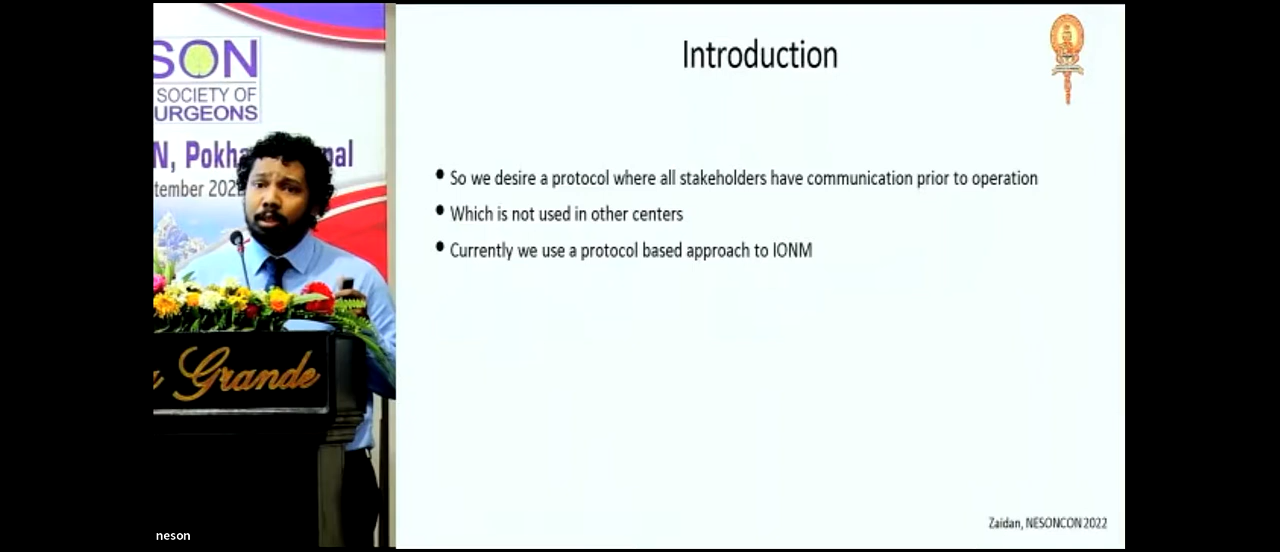 SON
SOCIETY OF
URGEONS
N, Pokha pal
tember 202
Grande
neson
Introduction
• So we desire a protocol where all stakeholders have communication prior to operation
• Which is not used in other centers
• Currently we use a protocol based approach to IONM
Zaidan, NESONCON 2022